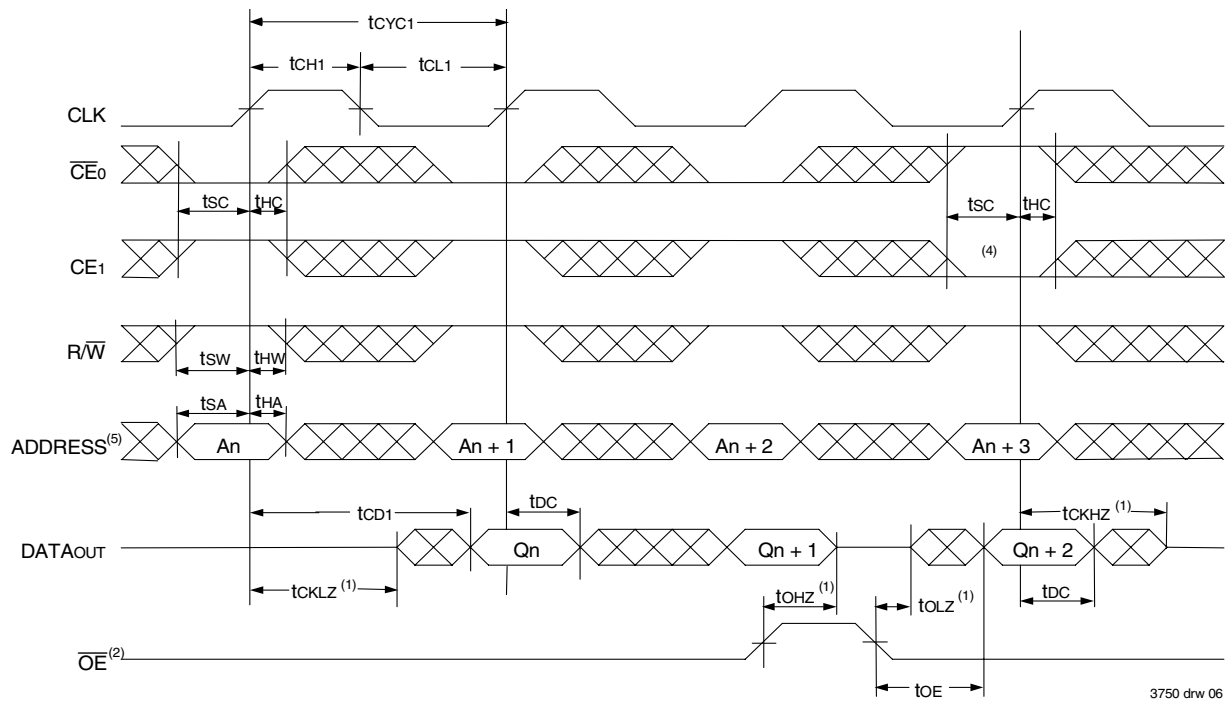 tCYC1
tCH1 tCL1
CLK
CE0
tSC tHC tSC tHC
CE1 (4)
R/W
tSW tHW
tSA tHA
ADDRESS(5) An An + 1 An + 2 An + 3
tCD1 tDC tCKHZ (1)
DATAOUT Qn Qn + 1 Qn + 2
tCKLZ (1) tOHZ (1) tOLZ (1) tDC
OE(2)
tOE
3750 drw 06